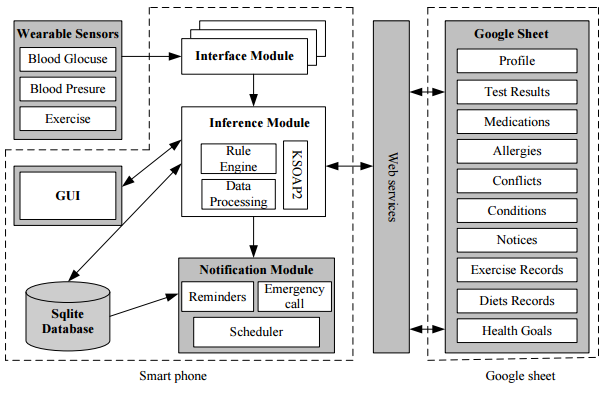 Wearable Sensors
Blood Glocuse
Blood Presure
Exercise
Interface Module
Inference Module
Rule
Engine
Data
Processing
KSOAP2
GUI
Sqlite
Database
Notification Module
Reminders
Emergency
call
Scheduler
Smart phone
Web services
Google Sheet
Profile
Test Results
Medications
Allergies
Conflicts
Conditions
Notices
Exercise Records
Diets Records
Health Goals
Google sheet